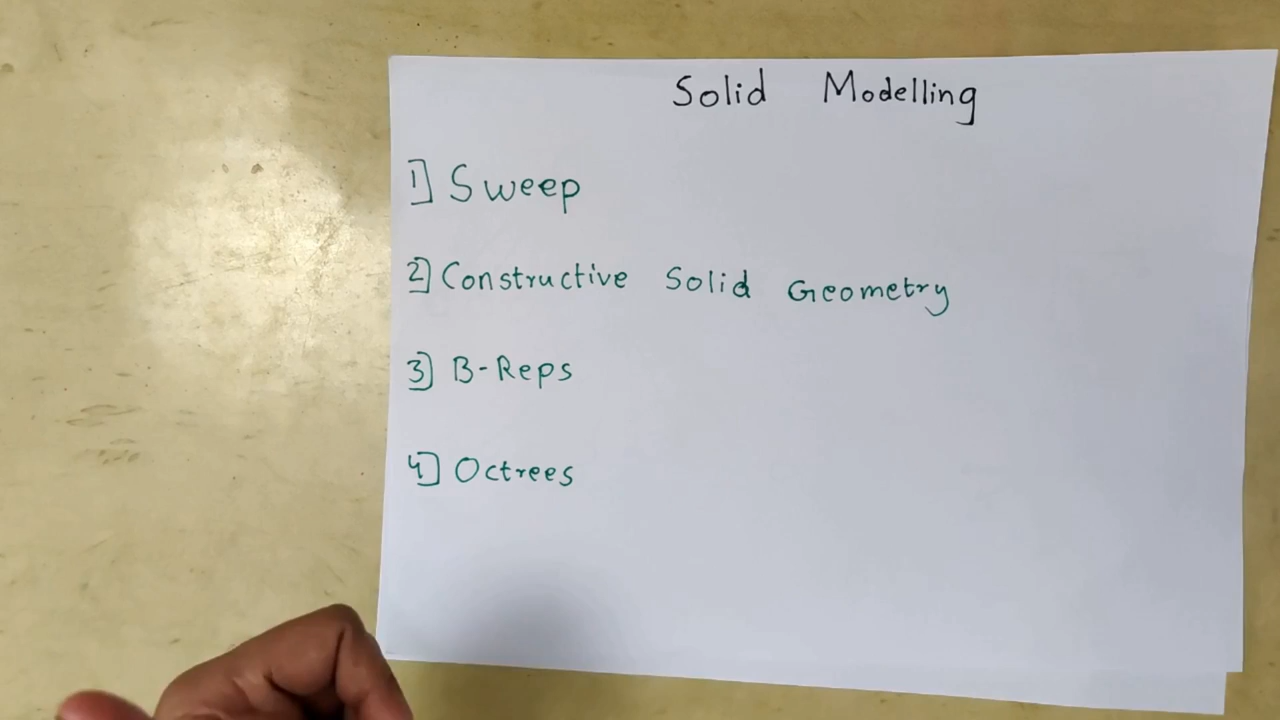 Solid Modelling
1] Sweep
2] Constructive Solid Geometry
3] B-Reps
4] Octrees